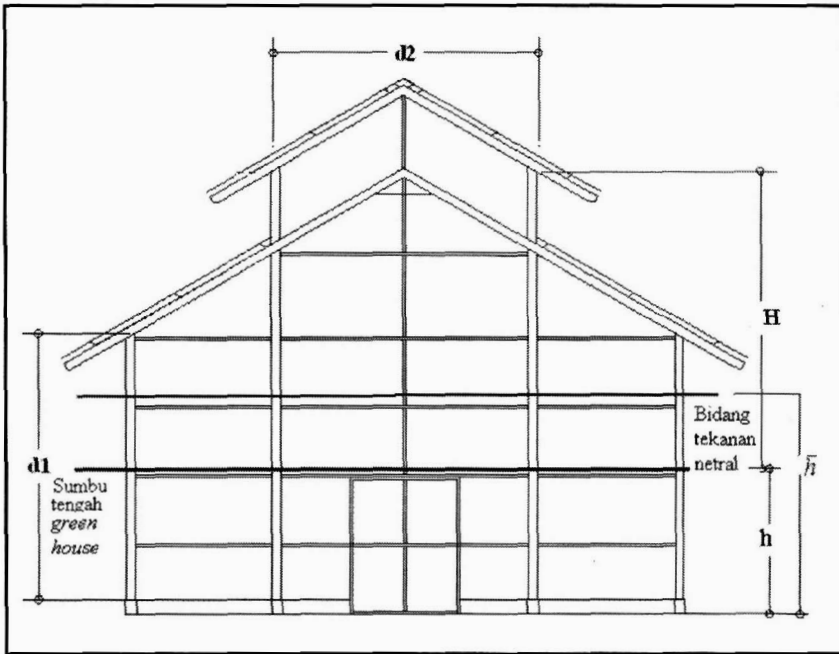 d2
H
Bidang
tekanan
netral
h̄
d1
Sumbu
tengah
green
house
h